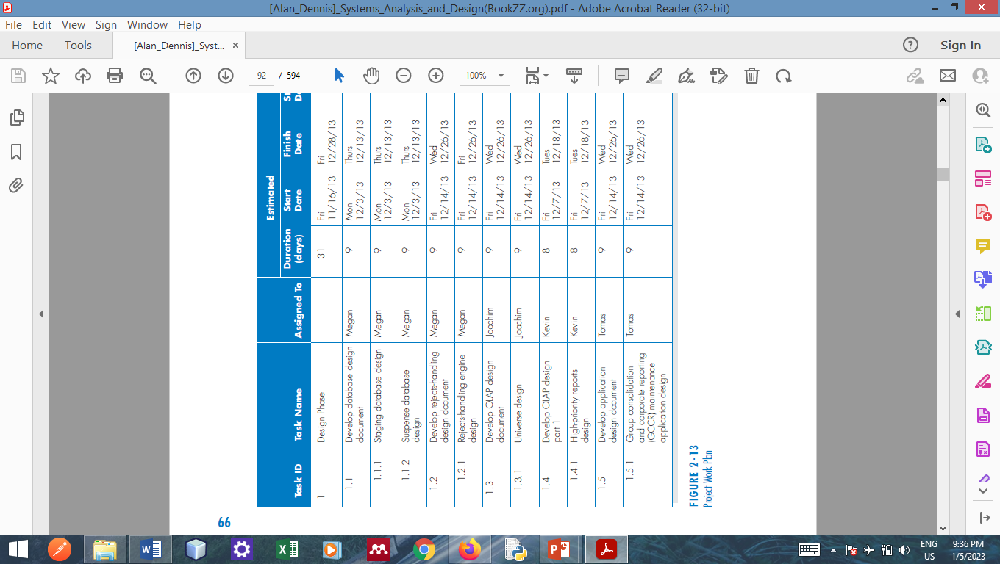 [Alan_Dennis]_Systems_Analysis_and_Design(BookZZ.org).pdf - Adobe Acrobat Reader (32-bit)
File Edit View Sign Window Help
Home Tools [Alan_Dennis]_Syst... × Sign In
92 / 594 100%
Estimated
Task ID Task Name Assigned To Duration (days) Start Date Finish Date
1 Design Phase 31 Fri 11/16/13 Fri 12/28/13
1.1 Develop database design document Megan 9 Mon 12/3/13 Thurs 12/13/13
1.1.1 Staging database design Megan 9 Mon 12/3/13 Thurs 12/13/13
1.1.2 Suspense database design Megan 9 Mon 12/3/13 Thurs 12/13/13
1.2 Develop rejects-handling design document Megan 9 Fri 12/14/13 Wed 12/26/13
1.2.1 Rejects-handling engine design Megan 9 Fri 12/14/13 Fri 12/26/13
1.3 Develop OLAP design document Joachim 9 Fri 12/14/13 Wed 12/26/13
1.3.1 Universe design Joachim 9 Fri 12/14/13 Wed 12/26/13
1.4 Develop OLAP design part 1 Kevin 8 Fri 12/7/13 Tues 12/18/13
1.4.1 High-priority reports design Kevin 8 Fri 12/7/13 Tues 12/18/13
1.5 Develop application design document Tomas 9 Fri 12/14/13 Wed 12/26/13
1.5.1 Group consolidation and corporate reporting (GCCR) maintenance application design Tomas 9 Fri 12/14/13 Wed 12/26/13
FIGURE 2-13
Project Work Plan
66
ENG 9:36 PM
US 1/5/2023